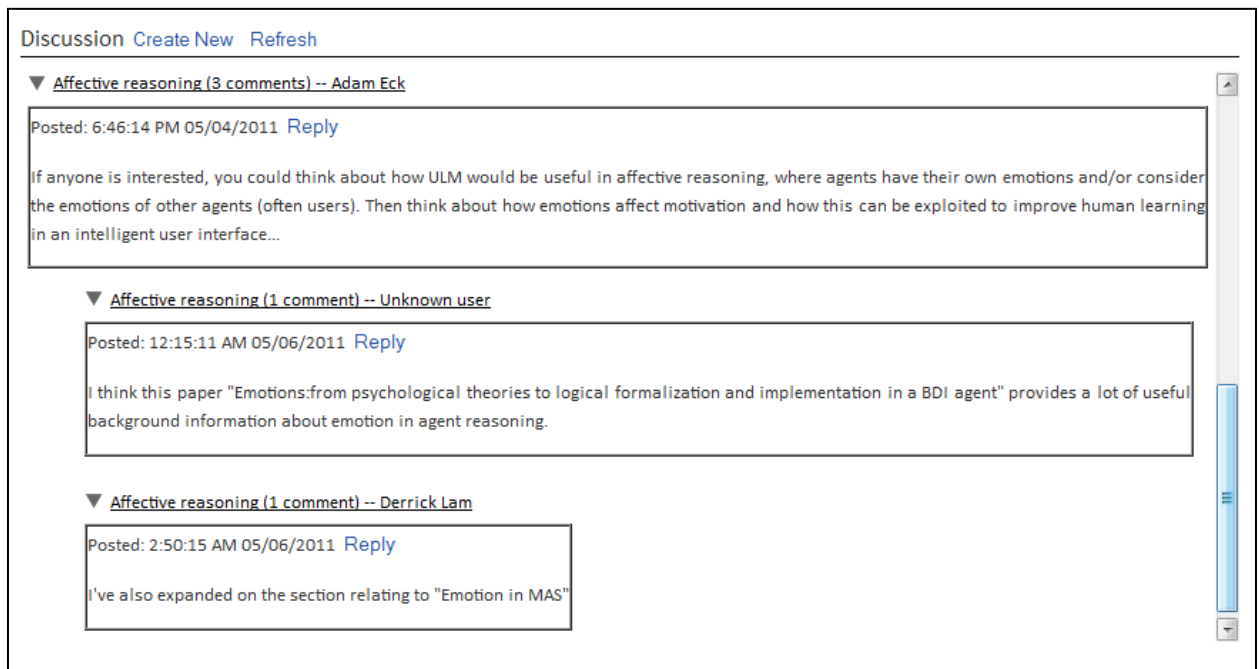 Discussion Create New Refresh
Affective reasoning (3 comments) -- Adam Eck
Posted: 6:46:14 PM 05/04/2011 Reply
If anyone is interested, you could think about how ULM would be useful in affective reasoning, where agents have their own emotions and/or consider
the emotions of other agents (often users). Then think about how emotions affect motivation and how this can be exploited to improve human learning
in an intelligent user interface...
Affective reasoning (1 comment) -- Unknown user
Posted: 12:15:11 AM 05/06/2011 Reply
I think this paper "Emotions:from psychological theories to logical formalization and implementation in a BDI agent" provides a lot of useful
background information about emotion in agent reasoning.
Affective reasoning (1 comment) -- Derrick Lam
Posted: 2:50:15 AM 05/06/2011 Reply
I've also expanded on the section relating to "Emotion in MAS"